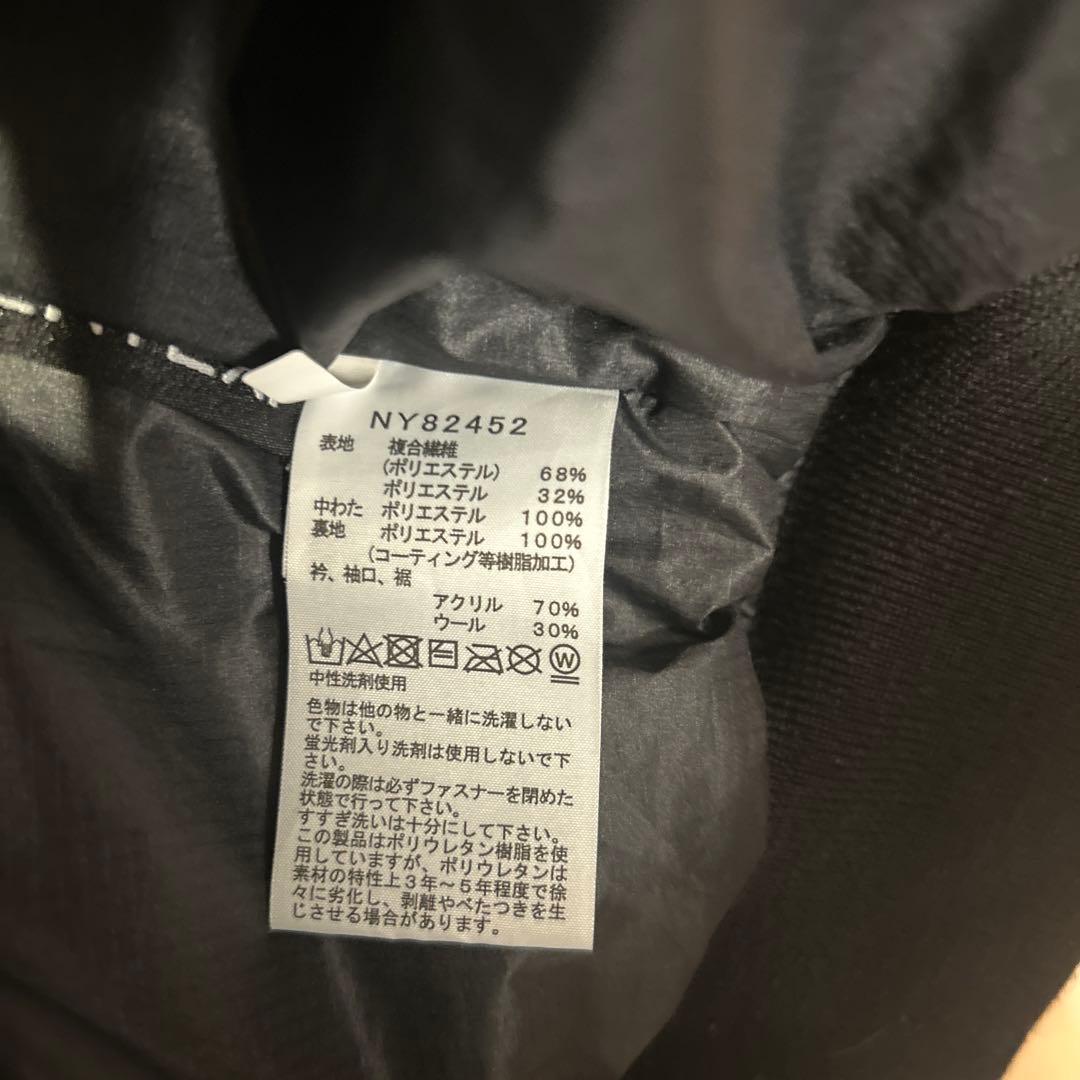 NY82452
表地 複合繊維
(ポリエステル) 68%
ポリエステル 32%
中わた ポリエステル 100%
裏地 ポリエステル 100%
(コーティング等樹脂加工)
衿、袖口、裾
アクリル 70%
ウール 30%
W
中性洗剤使用
色物は他の物と一緒に洗濯しない
で下さい。
蛍光剤入り洗剤は使用しないで下
さい。
洗濯の際は必ずファスナーを閉めた
状態で行って下さい。
すすぎ洗いは十分にして下さい。
この製品はポリウレタン樹脂を使
用していますが、ポリウレタンは
素材の特性上3年～5年程度で徐
々に劣化し、剥離やべたつきを生
じさせる場合があります。